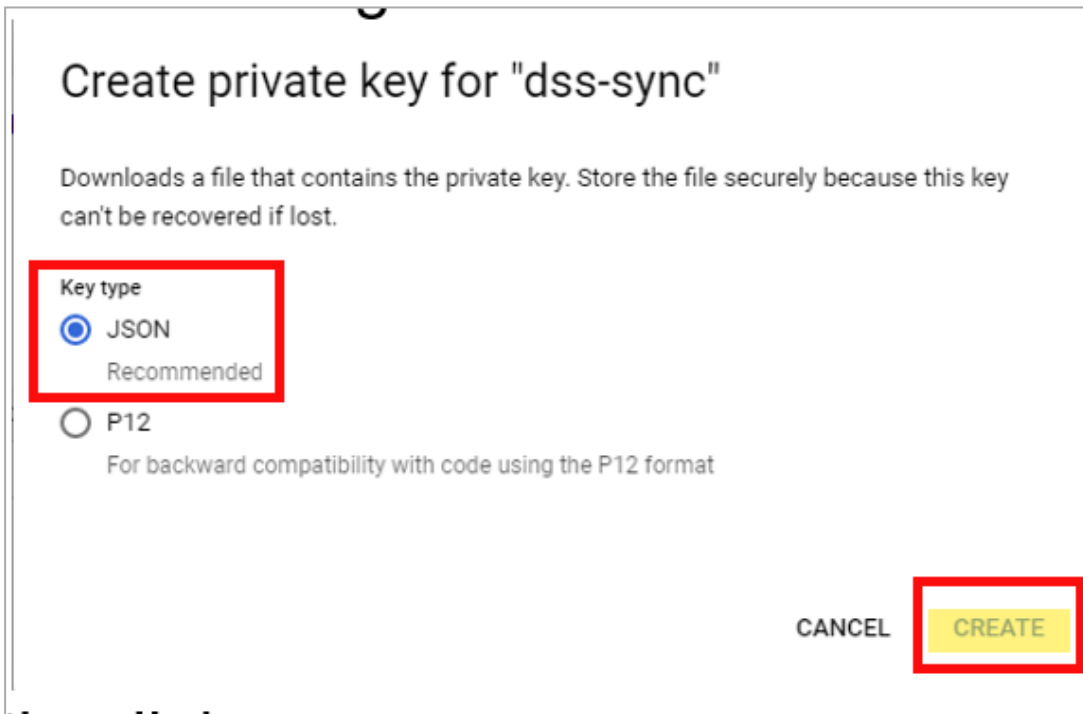 Create private key for "dss-sync"
Downloads a file that contains the private key. Store the file securely because this key
can't be recovered if lost.
Key type
JSON
Recommended
P12
For backward compatibility with code using the P12 format
CANCEL CREATE